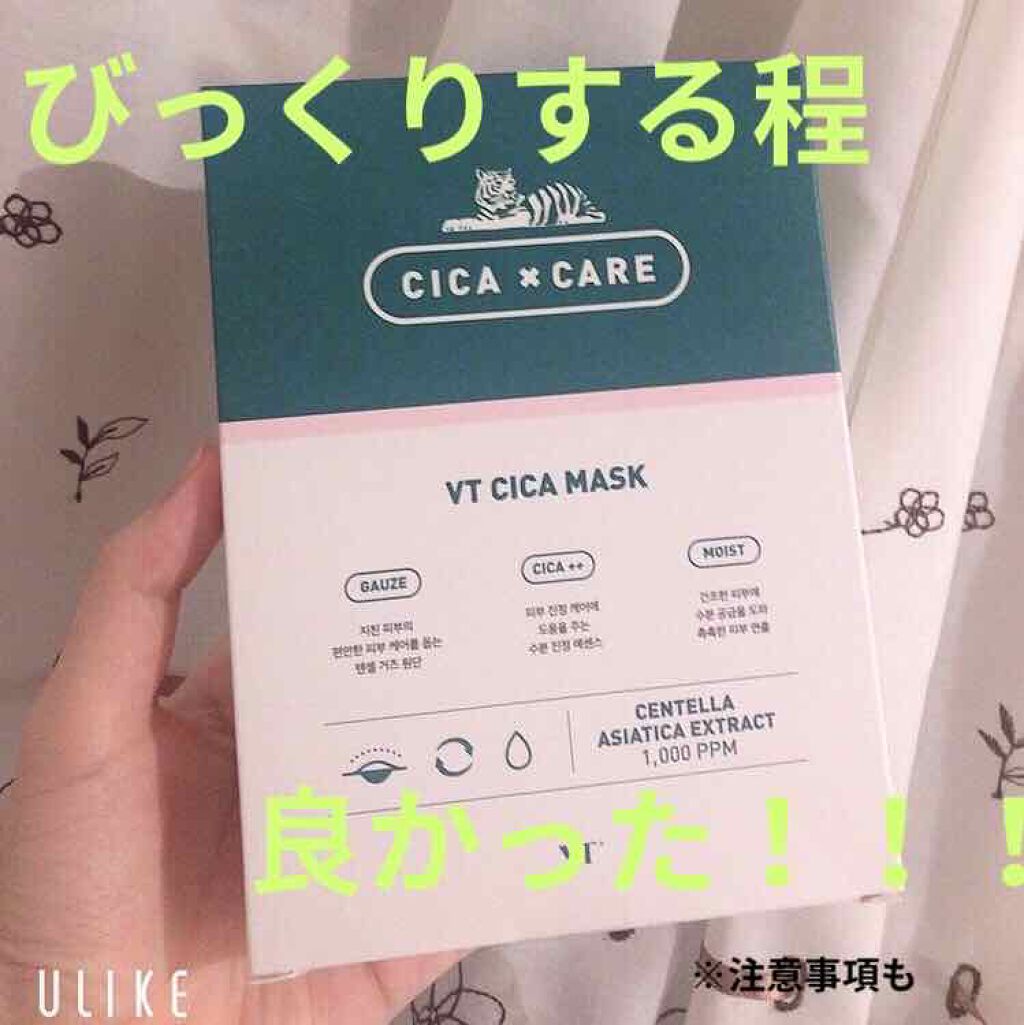 びっくりする程
CICA × CARE
VT CICA MASK
GAUZE
지친 피부의
편안한 피부 케어를 돕는
텐셀 거즈 원단
CICA ++
피부 진정 케어에
도움을 주는
수분 진정 에센스
MOIST
건조한 피부에
수분 공급을 도와
촉촉한 피부 연출
CENTELLA
ASIATICA EXTRACT
1,000 PPM
VT
良かった！！！
※注意事項も
ULIKE